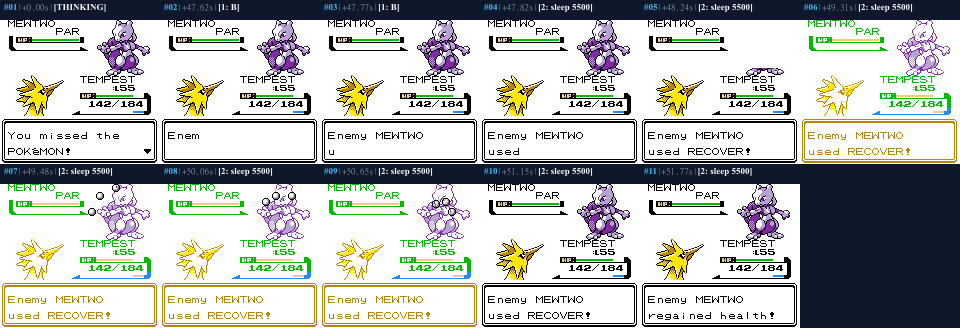 #01|+0.00s|[THINKING]
MEWTWO
PAR
HP:
TEMPEST
:L55
HP:
142/184
You missed the
POKéMON!
#02|+47.62s|[1: B]
MEWTWO
PAR
HP:
TEMPEST
:L55
HP:
142/184
Enem
#03|+47.77s|[1: B]
MEWTWO
PAR
HP:
TEMPEST
:L55
HP:
142/184
Enemy MEWTWO
u
#04|+47.82s|[2: sleep 5500]
MEWTWO
PAR
HP:
TEMPEST
:L55
HP:
142/184
Enemy MEWTWO
used
#05|+48.24s|[2: sleep 5500]
MEWTWO
PAR
HP:
TEMPEST
:L55
HP:
142/184
Enemy MEWTWO
used RECOVER!
#06|+49.31s|[2: sleep 5500]
MEWTWO
PAR
HP:
TEMPEST
:L55
HP:
142/184
Enemy MEWTWO
used RECOVER!
#07|+49.48s|[2: sleep 5500]
MEWTWO
PAR
HP:
TEMPEST
:L55
HP:
142/184
Enemy MEWTWO
used RECOVER!
#08|+50.06s|[2: sleep 5500]
MEWTWO
PAR
HP:
TEMPEST
:L55
HP:
142/184
Enemy MEWTWO
used RECOVER!
#09|+50.65s|[2: sleep 5500]
MEWTWO
PAR
HP:
TEMPEST
:L55
HP:
142/184
Enemy MEWTWO
used RECOVER!
#10|+51.15s|[2: sleep 5500]
MEWTWO
PAR
HP:
TEMPEST
:L55
HP:
142/184
Enemy MEWTWO
used RECOVER!
#11|+51.77s|[2: sleep 5500]
MEWTWO
PAR
HP:
TEMPEST
:L55
HP:
142/184
Enemy MEWTWO
regained health!